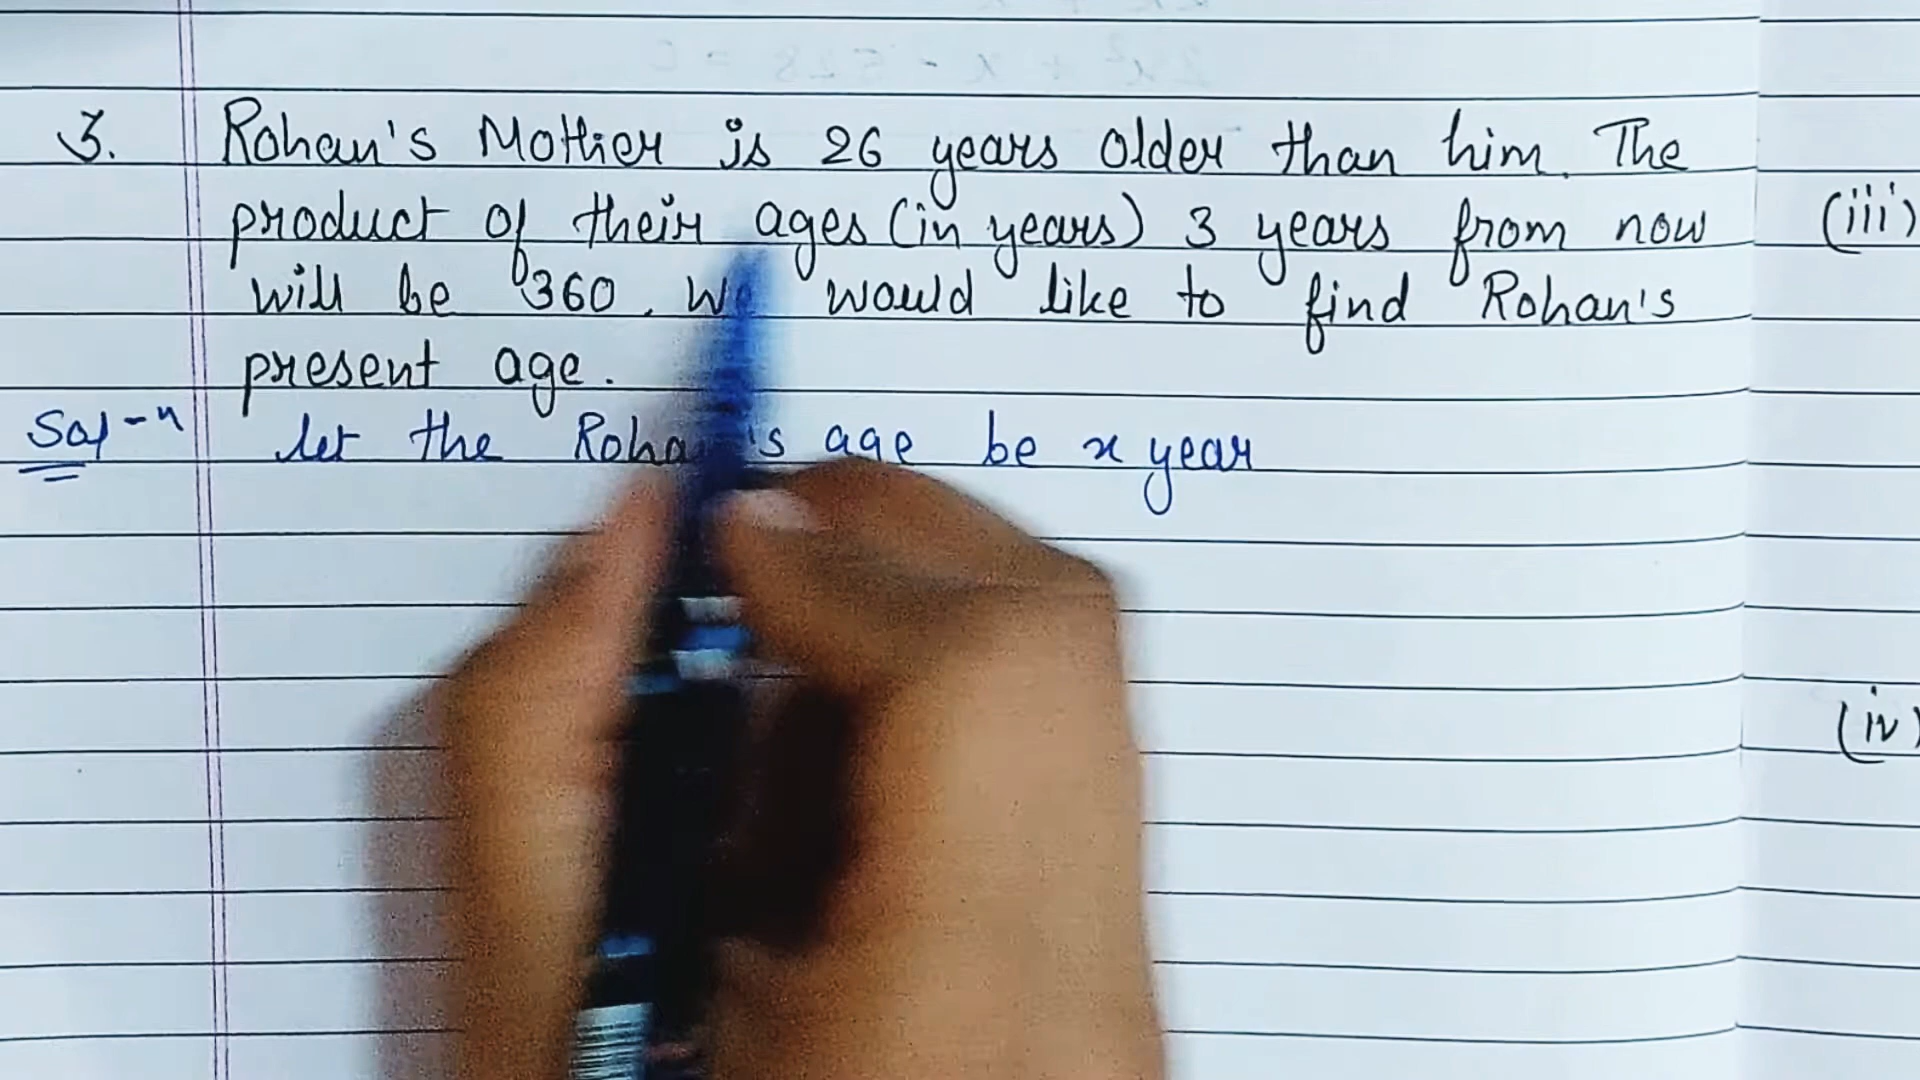 3. Rohan's Mother is 26 years older than him. The
product of their ages (in years) 3 years from now
will be 360. We would like to find Rohan's
present age.
Sol-n let the Rohan's age be x year
(iii)
(iv)